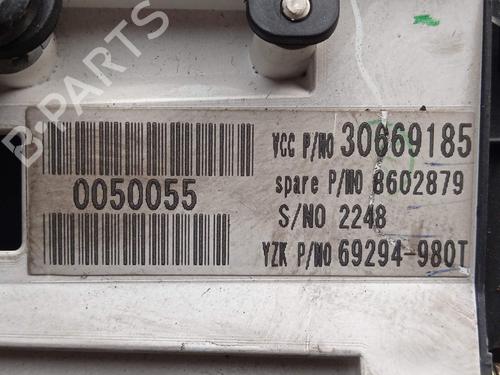 B-PARTS
VCC P/NO 30669185
spare P/NO 8602879
0050055
S/NO 2248
YZK P/NO 69294-980T